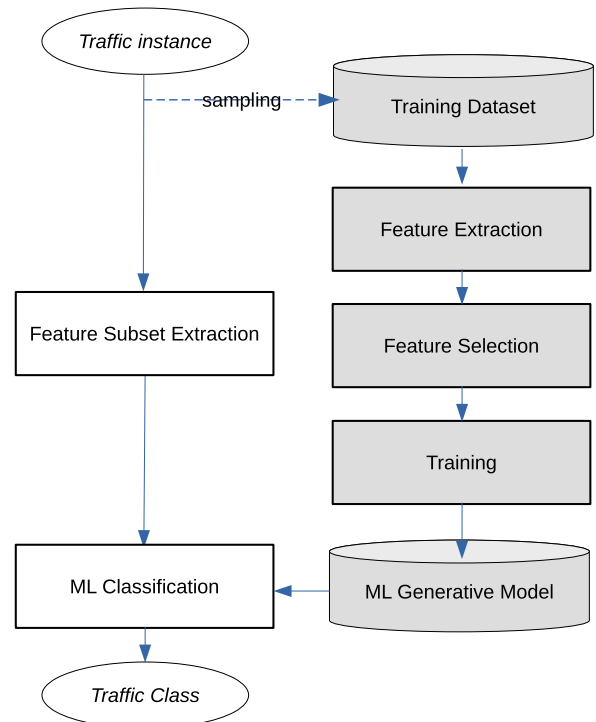 Traffic instance
sampling
Training Dataset
Feature Extraction
Feature Subset Extraction
Feature Selection
Training
ML Classification
ML Generative Model
Traffic Class